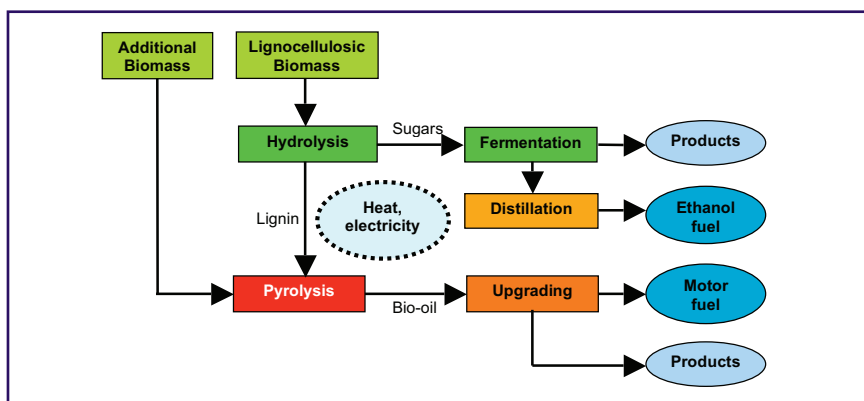 Additional
Biomass
Lignocellulosic
Biomass
Hydrolysis
Sugars
Fermentation
Products
Lignin
Heat,
electricity
Distillation
Ethanol
fuel
Pyrolysis
Bio-oil
Upgrading
Motor
fuel
Products